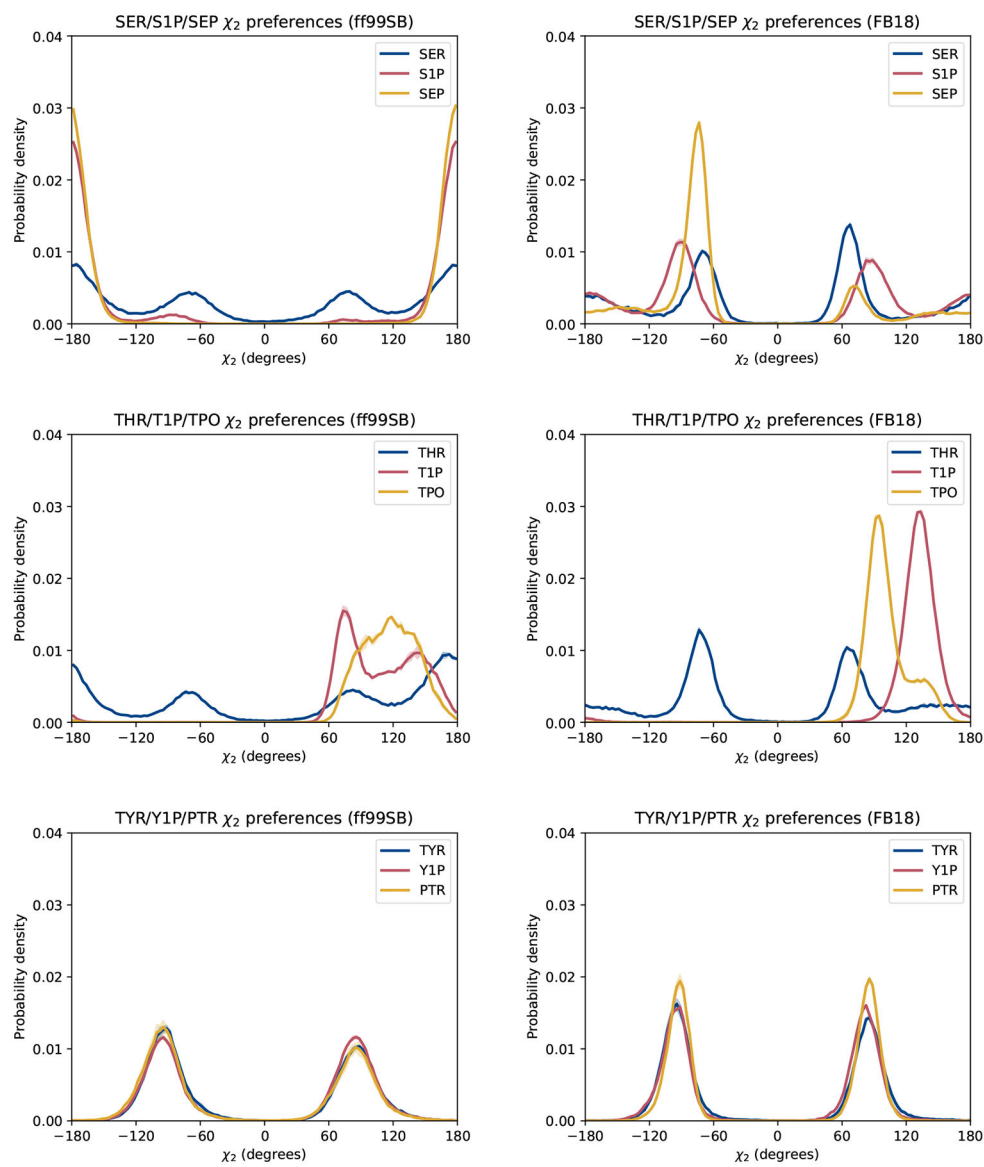 SER/S1P/SEP χ2 preferences (ff99SB)
0.04
0.03
0.02
0.01
0.00
Probability density
SER
S1P
SEP
−180 −120 −60 0 60 120 180
χ2 (degrees)
SER/S1P/SEP χ2 preferences (FB18)
0.04
0.03
0.02
0.01
0.00
Probability density
SER
S1P
SEP
−180 −120 −60 0 60 120 180
χ2 (degrees)
THR/T1P/TPO χ2 preferences (ff99SB)
0.04
0.03
0.02
0.01
0.00
Probability density
THR
T1P
TPO
−180 −120 −60 0 60 120 180
χ2 (degrees)
THR/T1P/TPO χ2 preferences (FB18)
0.04
0.03
0.02
0.01
0.00
Probability density
THR
T1P
TPO
−180 −120 −60 0 60 120 180
χ2 (degrees)
TYR/Y1P/PTR χ2 preferences (ff99SB)
0.04
0.03
0.02
0.01
0.00
Probability density
TYR
Y1P
PTR
−180 −120 −60 0 60 120 180
χ2 (degrees)
TYR/Y1P/PTR χ2 preferences (FB18)
0.04
0.03
0.02
0.01
0.00
Probability density
TYR
Y1P
PTR
−180 −120 −60 0 60 120 180
χ2 (degrees)